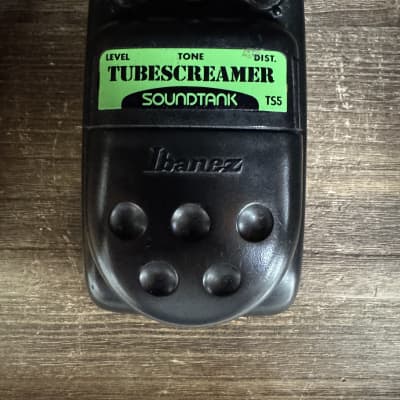 LEVEL TONE DIST.
TUBESCREAMER
SOUNDTANK TS5
Ibanez